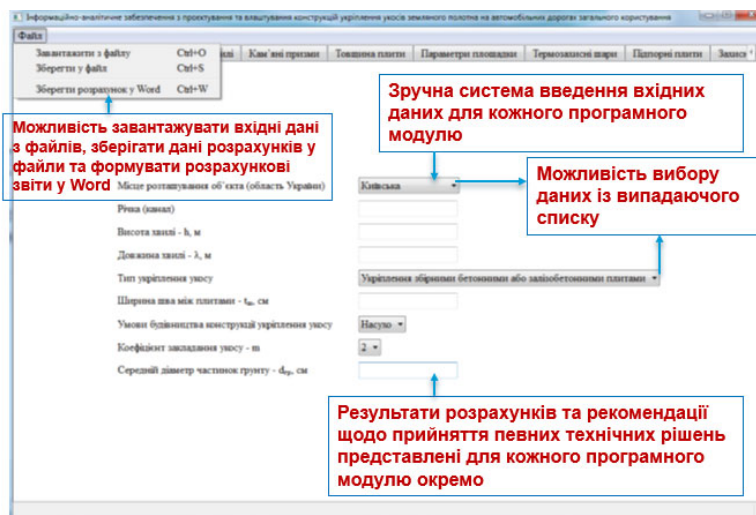 Інформаційно-аналітичне забезпечення з проєктування та влаштування конструкцій укріплення укосів земляного полотна на автомобільних дорогах загального користування
Файл
Завантажити з файлу Ctrl+O
Зберегти у файл Ctrl+S
Зберегти розрахунок у Word Ctrl+W
Кам'яні призми Товщина плити Параметри площадки Термозахисні шари Підпорні плити
Зручна система введення вхідних
даних для кожного програмного
модулю
Можливість завантажувати вхідні дані
з файлів, зберігати дані розрахунків у
файли та формувати розрахункові
звіти у Word
Місце розташування об'єкта (область України) Київська
Можливість вибору
даних із випадаючого
списку
Річка (канал)
Висота хвилі - h, м
Довжина хвилі - λ, м
Тип укріплення укосу Укріплення збірними бетонними або залізобетонними плитами
Ширина шва між плитами - tш, см
Умови будівництва конструкції укріплення укосу Насухо
Коефіцієнт закладання укосу - m 2
Середній діаметр частинок ґрунту - dср, см
Результати розрахунків та рекомендації
щодо прийняття певних технічних рішень
представлені для кожного програмного
модулю окремо